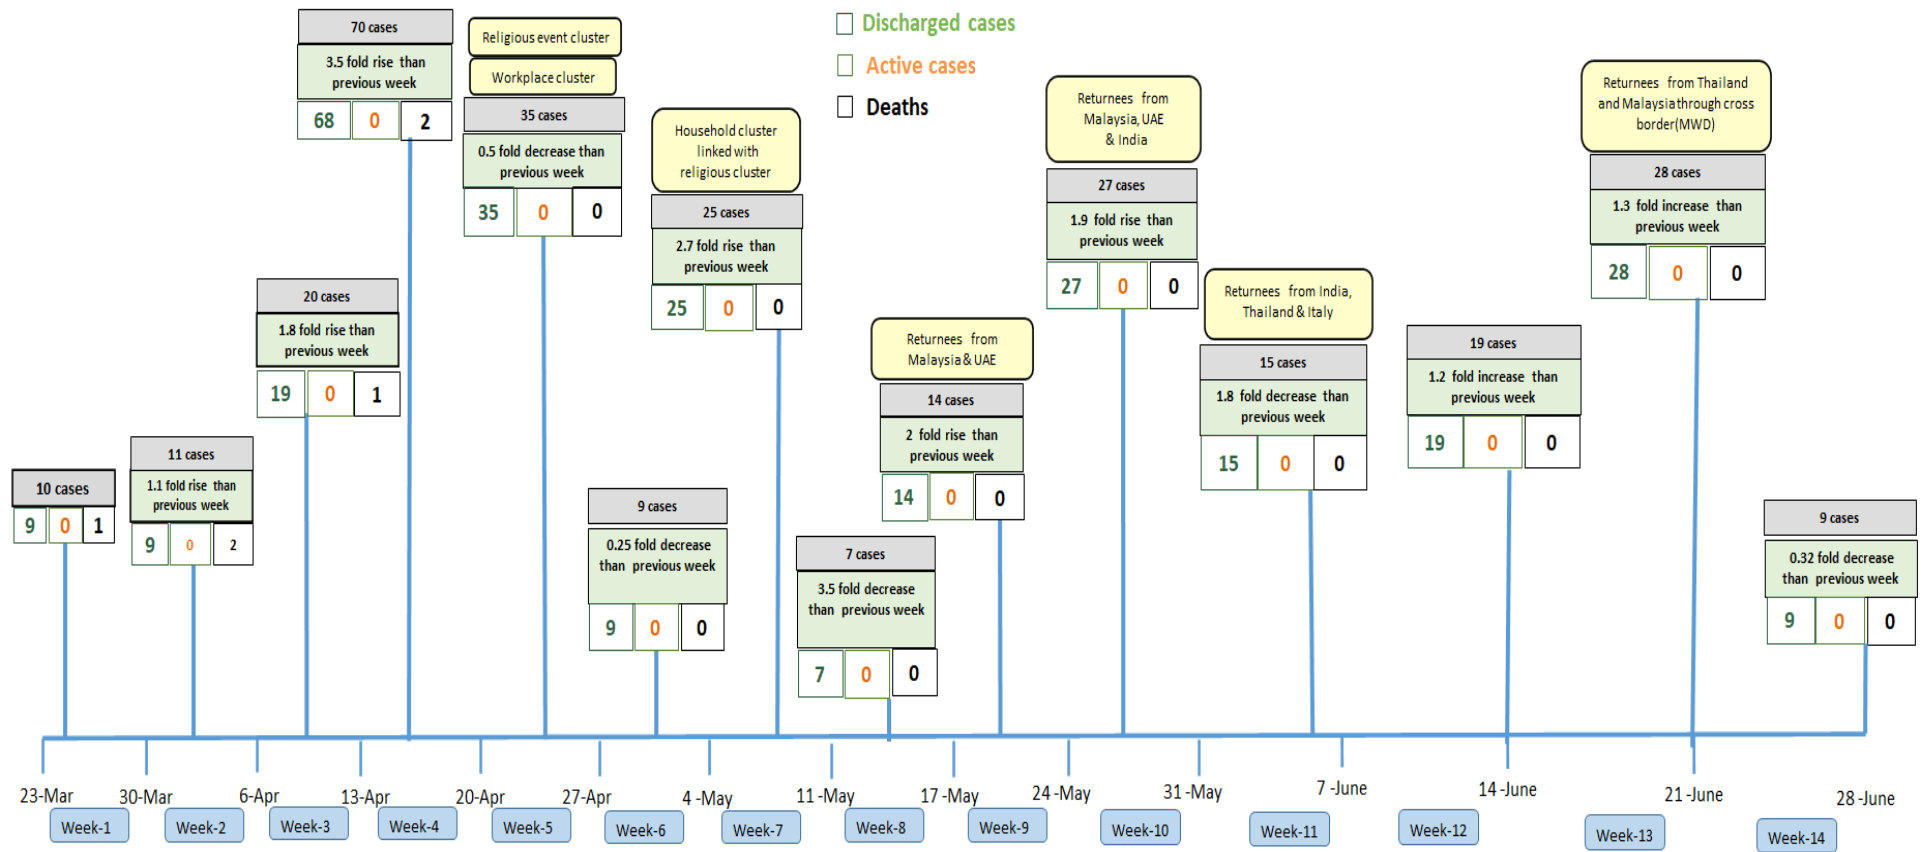 Discharged cases
Active cases
Deaths
10 cases
9 0 1
11 cases
1.1 fold rise than
previous week
9 0 2
20 cases
1.8 fold rise than
previous week
19 0 1
70 cases
3.5 fold rise than
previous week
68 0 2
Religious event cluster
Workplace cluster
35 cases
0.5 fold decrease than
previous week
35 0 0
9 cases
0.25 fold decrease
than previous week
9 0 0
Household cluster
linked with
religious cluster
25 cases
2.7 fold rise than
previous week
25 0 0
7 cases
3.5 fold decrease
than previous week
7 0 0
Returnees from
Malaysia & UAE
14 cases
2 fold rise than
previous week
14 0 0
Returnees from
Malaysia, UAE
& India
27 cases
1.9 fold rise than
previous week
27 0 0
Returnees from India,
Thailand & Italy
15 cases
1.8 fold decrease than
previous week
15 0 0
19 cases
1.2 fold increase than
previous week
19 0 0
Returnees from Thailand
and Malaysia through cross
border(MWD)
28 cases
1.3 fold increase than
previous week
28 0 0
9 cases
0.32 fold decrease
than previous week
9 0 0
23-Mar 30-Mar 6-Apr 13-Apr 20-Apr 27-Apr 4 -May 11 -May 17 -May 24 -May 31 -May 7 -June 14 -June 21 -June 28 -June
Week-1 Week-2 Week-3 Week-4 Week-5 Week-6 Week-7 Week-8 Week-9 Week-10 Week-11 Week-12 Week-13 Week-14